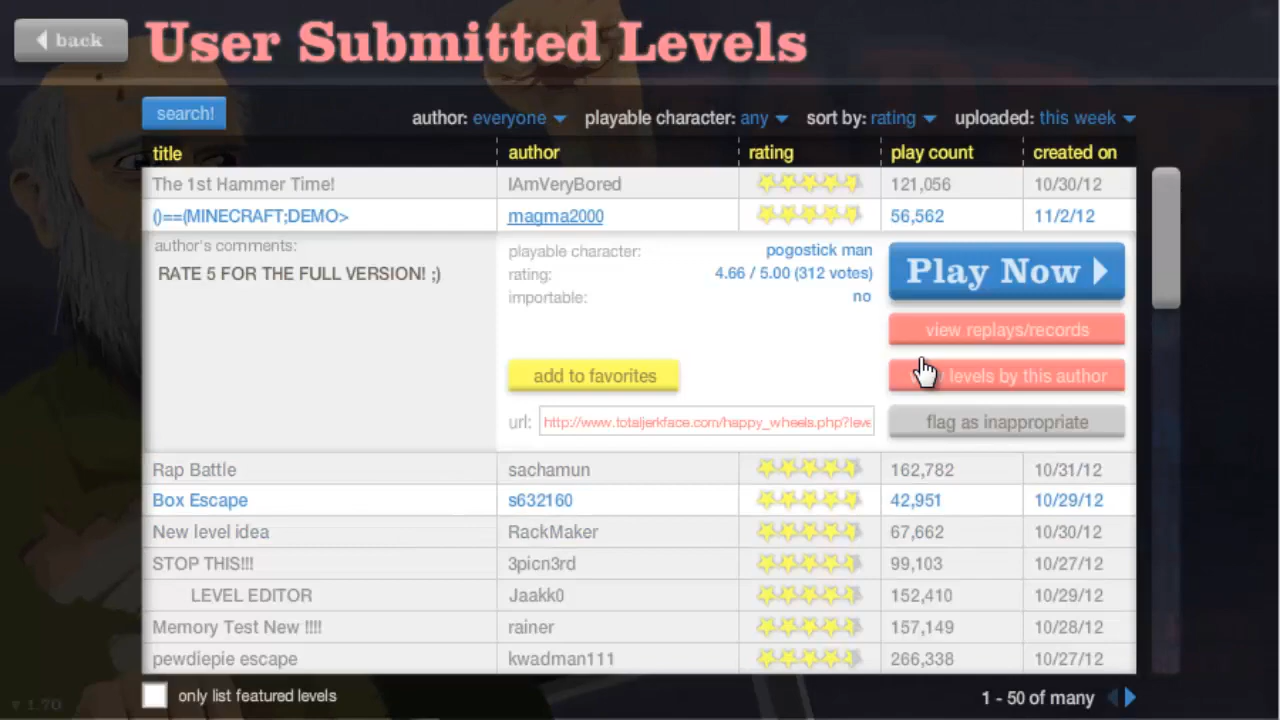 back
User Submitted Levels
search!
author: everyone playable character: any sort by: rating uploaded: this week
title author rating play count created on
The 1st Hammer Time! IAmVeryBored 121,056 10/30/12
()==(MINECRAFT;DEMO> magma2000 56,562 11/2/12
author's comments:
RATE 5 FOR THE FULL VERSION! ;)
playable character: pogostick man
rating: 4.66 / 5.00 (312 votes)
importable: no
Play Now
view replays/records
levels by this author
add to favorites
flag as inappropriate
url: http://www.totaljerkface.com/happy_wheels.php?leve
Rap Battle sachamun 162,782 10/31/12
Box Escape s632160 42,951 10/29/12
New level idea RackMaker 67,662 10/30/12
STOP THIS!!! 3picn3rd 99,103 10/27/12
LEVEL EDITOR Jaakk0 152,410 10/29/12
Memory Test New !!!! rainer 157,149 10/28/12
pewdiepie escape kwadman111 266,338 10/27/12
only list featured levels
1 - 50 of many
v 1.70